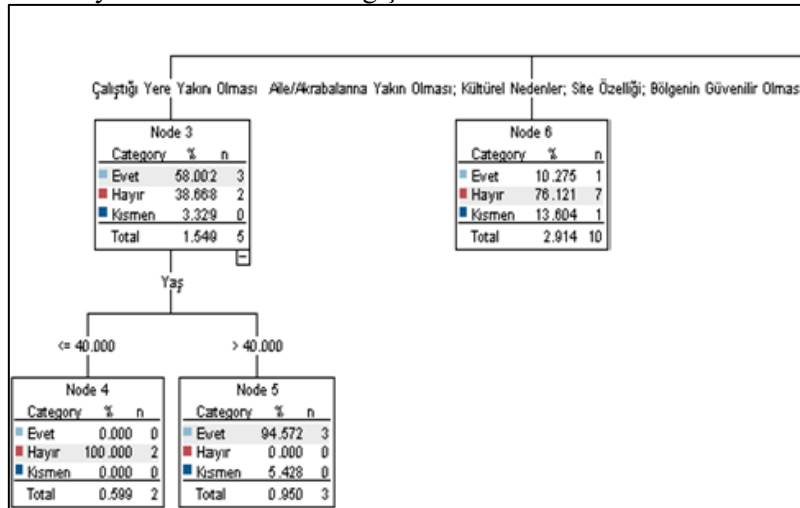 Çalıştığı Yere Yakın Olması Aile/Akrabalarına Yakın Olması; Kültürel Nedenler; Site Özelliği; Bölgenin Güvenilir Olmas
Node 3
Category % n
Evet 58.002 3
Hayır 38.668 2
Kısmen 3.329 0
Total 1.549 5
Node 6
Category % n
Evet 10.275 1
Hayır 76.121 7
Kısmen 13.604 1
Total 2.914 10
Yaş
<= 40.000
> 40.000
Node 4
Category % n
Evet 0.000 0
Hayır 100.000 2
Kısmen 0.000 0
Total 0.599 2
Node 5
Category % n
Evet 94.572 3
Hayır 0.000 0
Kısmen 5.428 0
Total 0.950 3